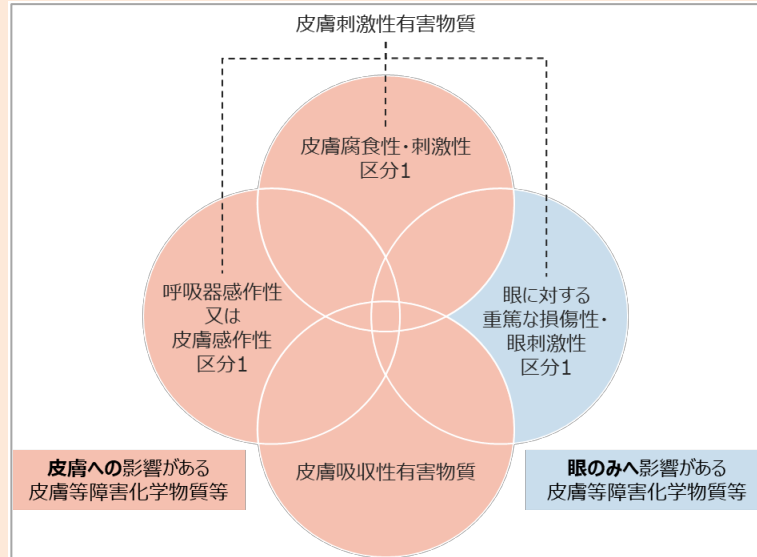 皮膚刺激性有害物質
皮膚腐食性・刺激性
区分1
呼吸器感作性
又は
皮膚感作性
区分1
眼に対する
重篤な損傷性・
眼刺激性
区分1
皮膚吸収性有害物質
皮膚への影響がある
皮膚等障害化学物質等
眼のみへ影響がある
皮膚等障害化学物質等